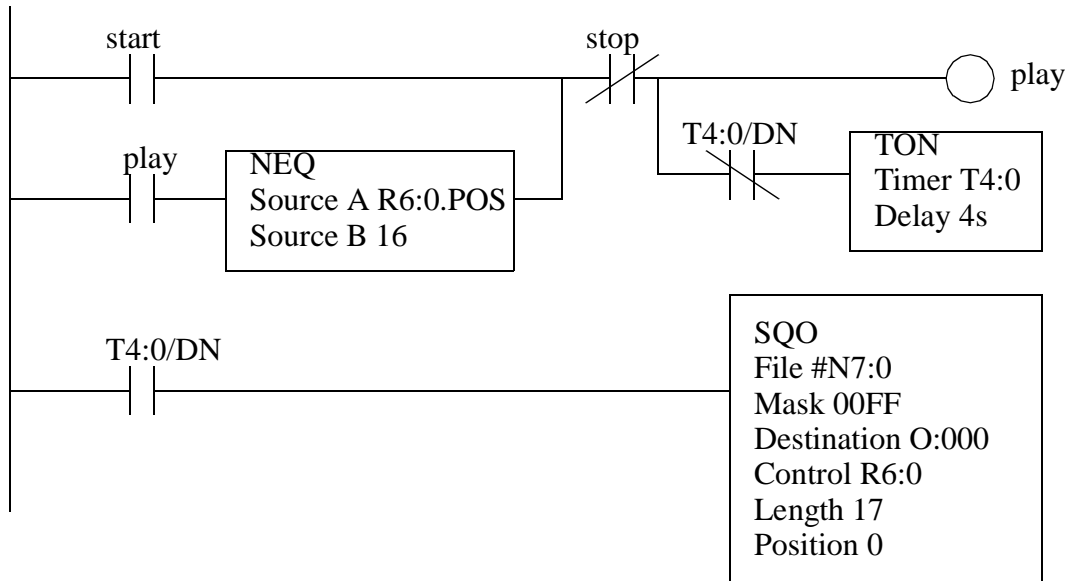 start
stop
play
play
NEQ
Source A R6:0.POS
Source B 16
T4:0/DN
TON
Timer T4:0
Delay 4s
T4:0/DN
SQO
File #N7:0
Mask 00FF
Destination O:000
Control R6:0
Length 17
Position 0